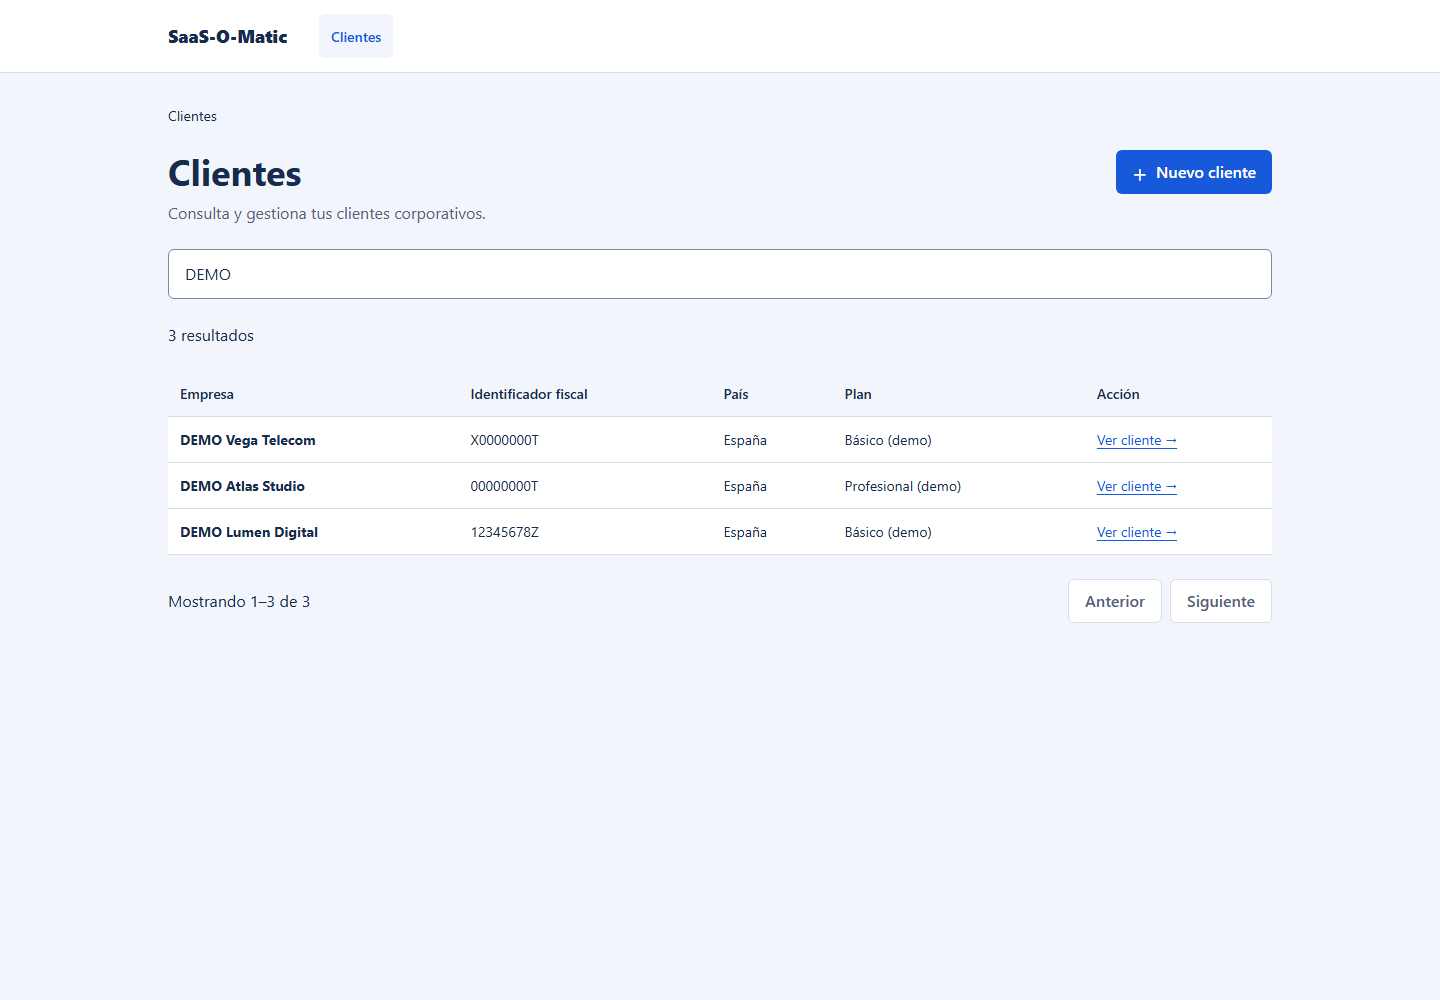 SaaS-O-Matic Clientes
Clientes
Clientes
+ Nuevo cliente
Consulta y gestiona tus clientes corporativos.
DEMO
3 resultados
Empresa Identificador fiscal País Plan Acción
DEMO Vega Telecom X0000000T España Básico (demo) Ver cliente →
DEMO Atlas Studio 00000000T España Profesional (demo) Ver cliente →
DEMO Lumen Digital 12345678Z España Básico (demo) Ver cliente →
Mostrando 1–3 de 3 Anterior Siguiente